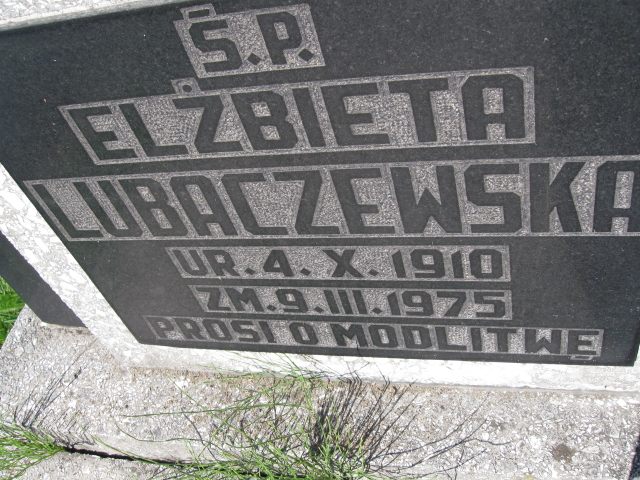 Ś.P.
ELŻBIETA
LUBACZEWSKA
UR. 4. X. 1910
ZM. 9. III. 1975
PROSI O MODLITWĘ